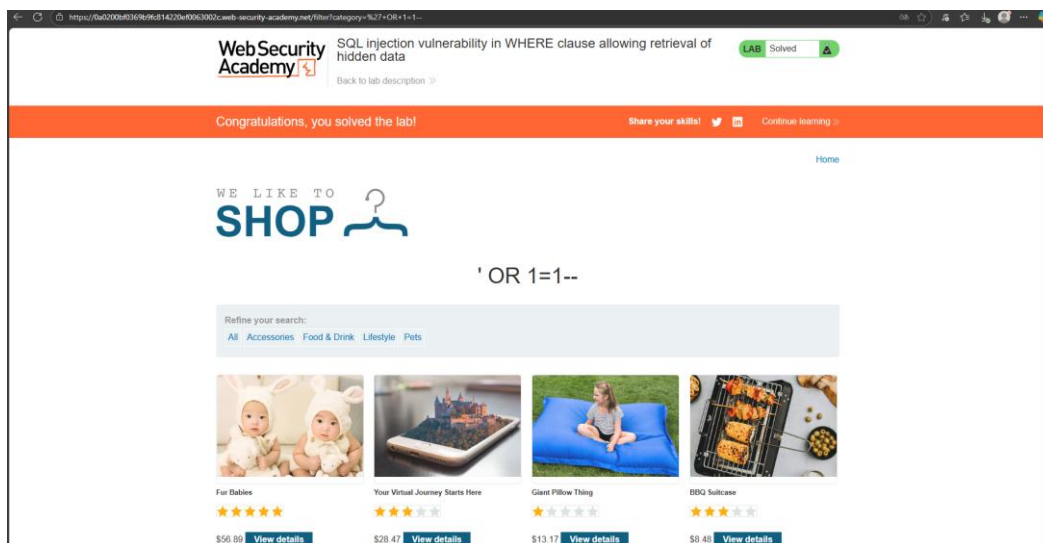 https://0a0200bf0369b9fc814220ef0063002c.web-security-academy.net/filter?category=%27+OR+1=1--
WebSecurity
Academy
SQL injection vulnerability in WHERE clause allowing retrieval of
hidden data
Back to lab description »
LAB Solved
Congratulations, you solved the lab!
Share your skills!
Continue learning »
Home
WE LIKE TO
SHOP
' OR 1=1--
Refine your search:
All Accessories Food & Drink Lifestyle Pets
Fur Babies
Your Virtual Journey Starts Here
Giant Pillow Thing
BBQ Suitcase
$56.89 View details
$28.47 View details
$13.17 View details
$8.48 View details